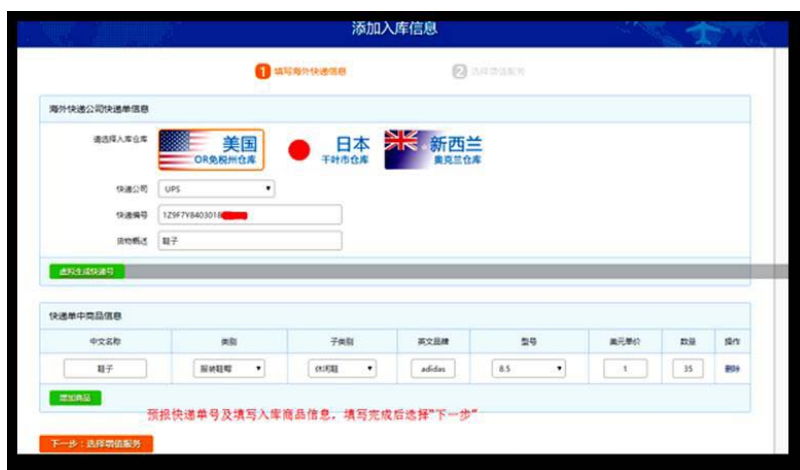 添加入库信息
1 填写海外快递信息
2 选择增值服务
海外快递公司快递单信息
请选择入库仓库
美国 日本 新西兰
OR免税州仓库 千叶市仓库 奥克兰仓库
快递公司 UPS
快递编号 1Z9F7Y8403018
货物概述 鞋子
虚拟生成快递号
快递单中商品信息
中文名称 类别 子类别 英文品牌 型号 美元单价 数量 操作
鞋子 服装鞋帽 休闲鞋 adidas 8.5 1 35 删除
增加商品
预报快递单号及填写入库商品信息，填写完成后选择"下一步"
下一步：选择增值服务